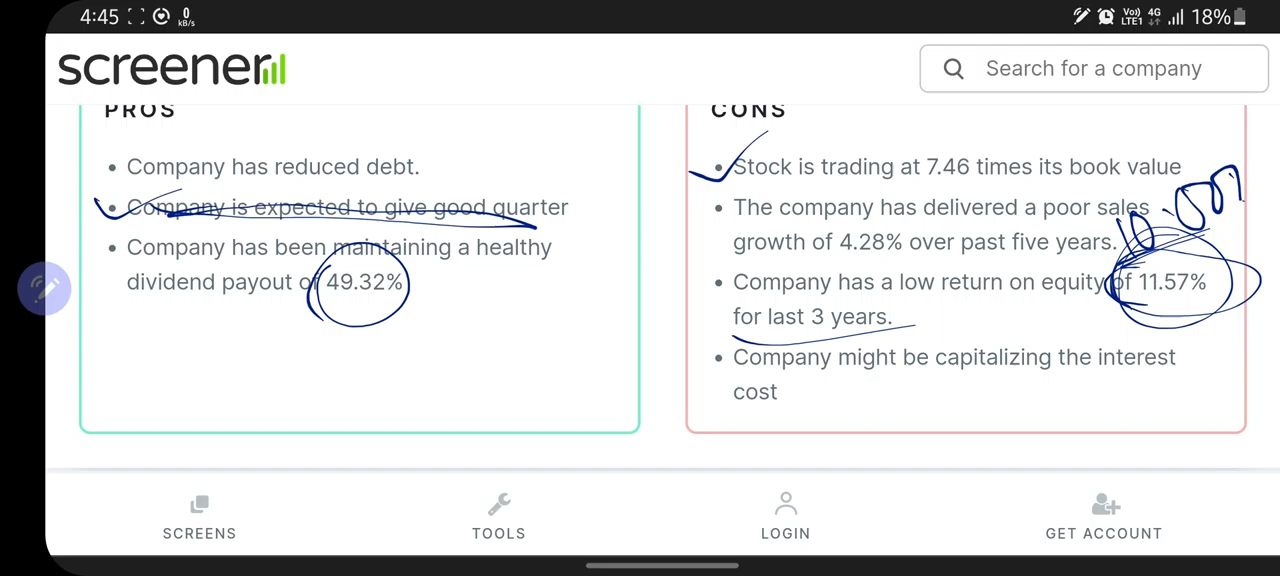 4:45 0 kB/s Vo) LTE1 4G 18%
screener
Search for a company
PROS
Company has reduced debt.
Company is expected to give good quarter
Company has been maintaining a healthy
dividend payout of 49.32%
CONS
Stock is trading at 7.46 times its book value
The company has delivered a poor sales
growth of 4.28% over past five years.
Company has a low return on equity of 11.57%
for last 3 years.
Company might be capitalizing the interest
cost
SCREENS
TOOLS
LOGIN
GET ACCOUNT